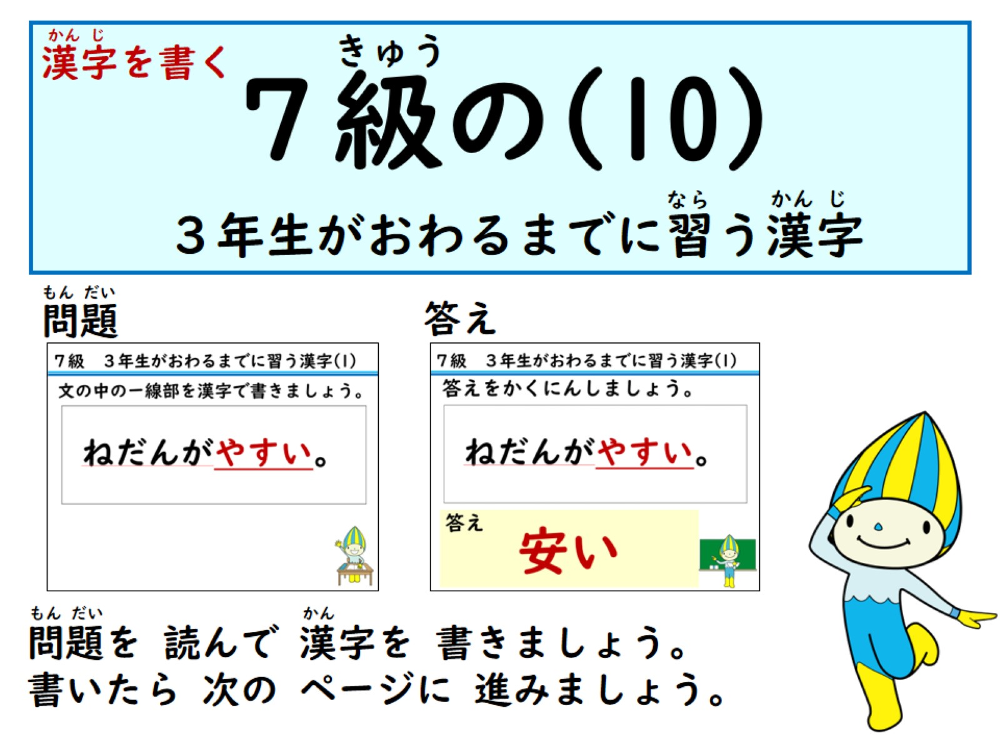 かんじ
漢字を書く
きゅう
7級の(10)
なら かんじ
3年生がおわるまでに習う漢字
もんだい
問題
7級 3年生がおわるまでに習う漢字(1)
文の中の一線部を漢字で書きましょう。
ねだんがやすい。
答え
7級 3年生がおわるまでに習う漢字(1)
答えをかくにんしましょう。
ねだんがやすい。
答え
安い
もんだい かん
問題を 読んで 漢字を 書きましょう。
書いたら 次の ページに 進みましょう。